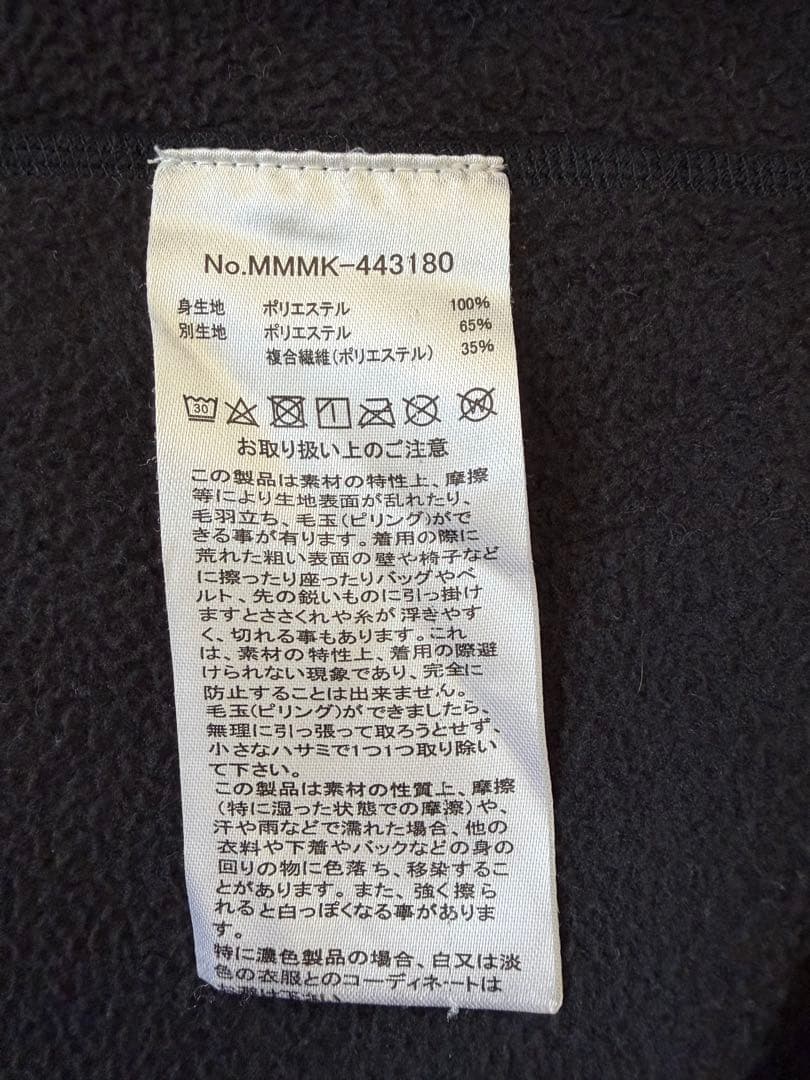 No.MMMK-443180
身生地 ポリエステル 100%
別生地 ポリエステル 65%
複合繊維(ポリエステル) 35%
30
W
お取り扱い上のご注意
この製品は素材の特性上、摩擦
等により生地表面が乱れたり、
毛羽立ち、毛玉(ピリング)がで
きる事が有ります。着用の際に
荒れた粗い表面の壁や椅子など
に擦ったり座ったりバッグやベ
ルト、先の鋭いものに引っ掛け
ますとささくれや糸が浮きやす
く、切れる事もあります。これ
は、素材の特性上、着用の際避
けられない現象であり、完全に
防止することは出来ません。
毛玉(ピリング)ができましたら、
無理に引っ張って取ろうとせず、
小さなハサミで1つ1つ取り除い
て下さい。
この製品は素材の性質上、摩擦
(特に湿った状態での摩擦)や、
汗や雨などで濡れた場合、他の
衣料や下着やバックなどの身の
回りの物に色落ち、移染するこ
とがあります。また、強く擦ら
れると白っぽくなる事がありま
す。
特に濃色製品の場合、白又は淡
色の衣服とのコーディネートは